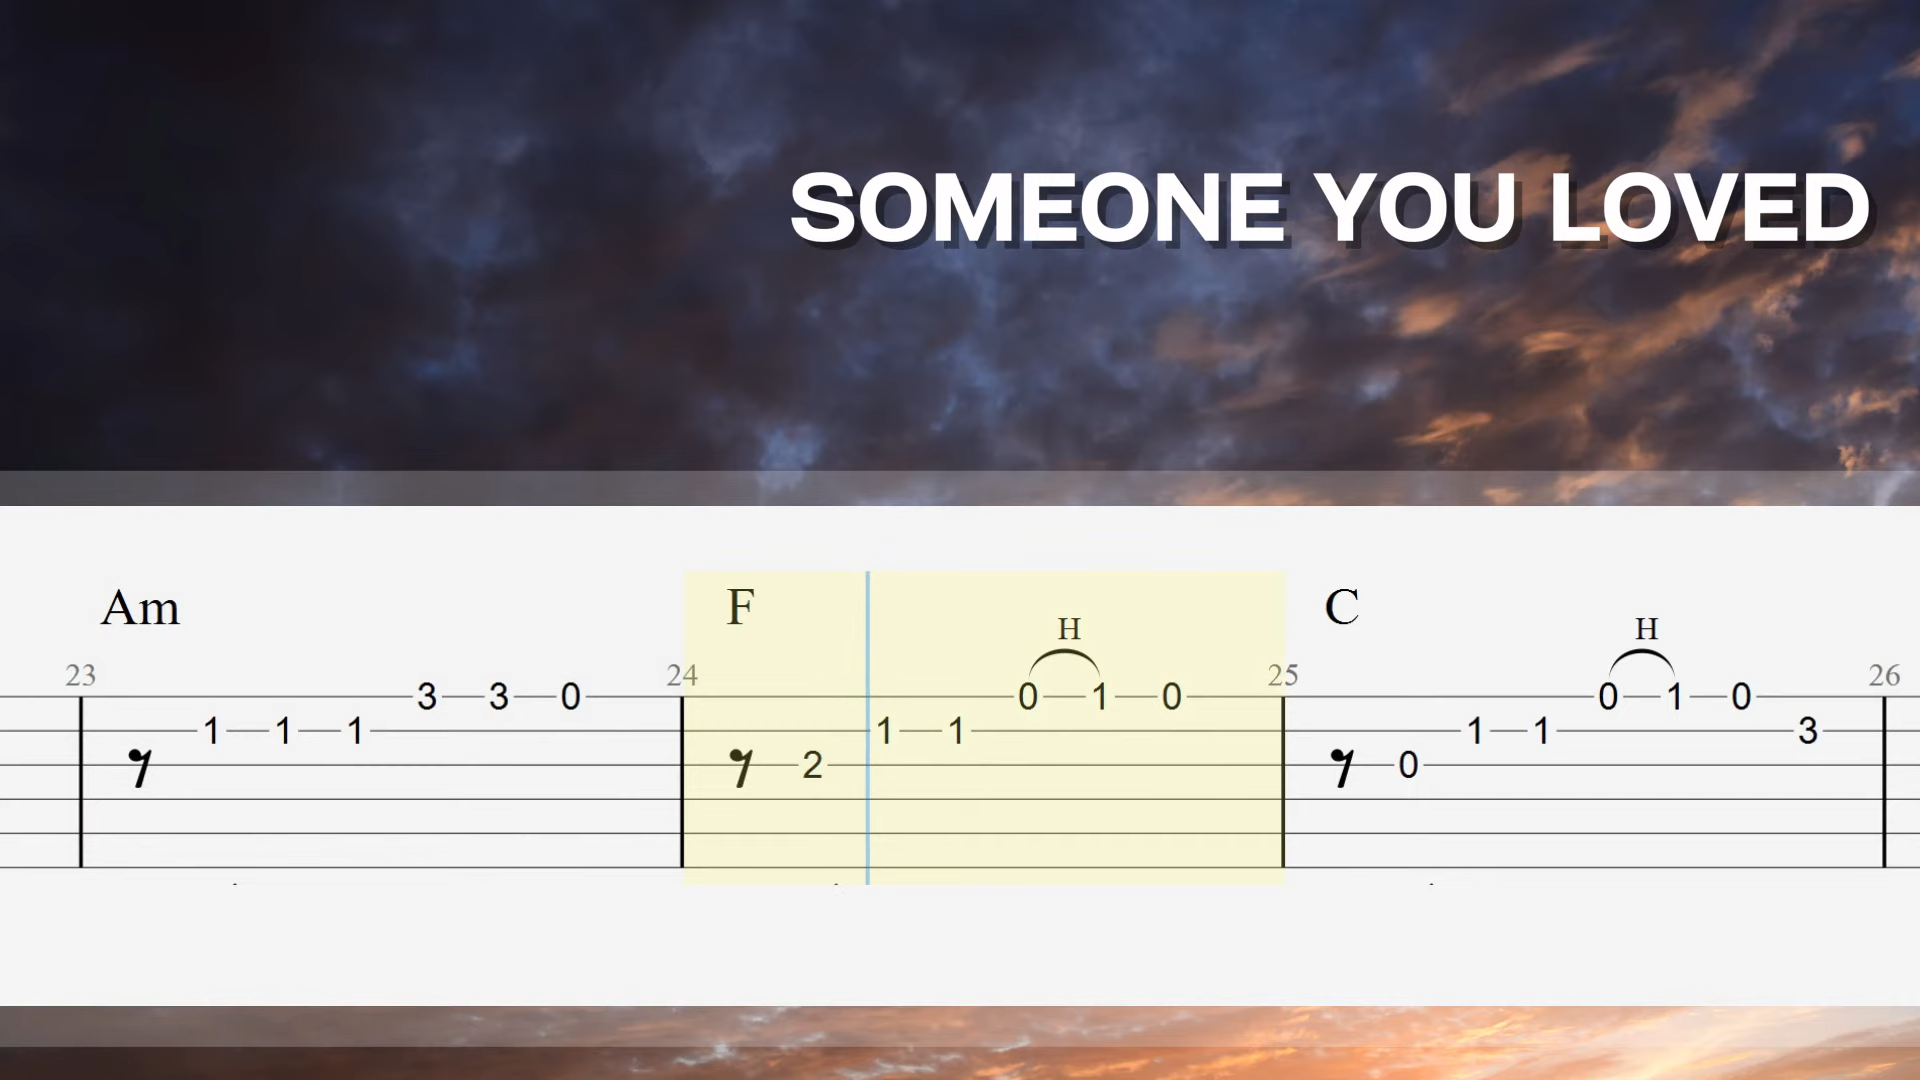 SOMEONE YOU LOVED
Am F C
H H
23 24 25 26
3 3 0 0 1 0 0 1 0
1 1 1 1 1 1 1 3
2 0